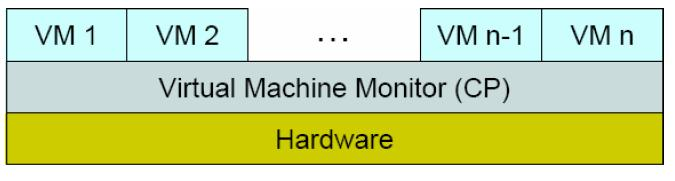 VM 1 VM 2 ... VM n-1 VM n
Virtual Machine Monitor (CP)
Hardware